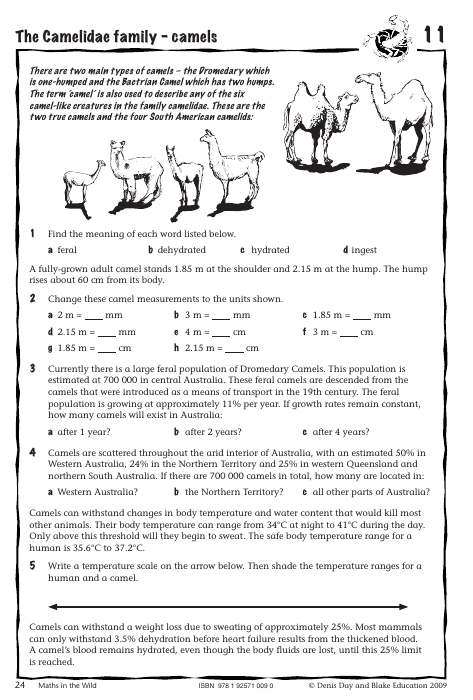 The Camelidae family – camels
11
There are two main types of camels – the Dromedary which
is one-humped and the Bactrian Camel which has two humps.
The term 'camel' is also used to describe any of the six
camel-like creatures in the family camelidae. These are the
two true camels and the four South American camelids:
1 Find the meaning of each word listed below.
a feral b dehydrated c hydrated d ingest
A fully-grown adult camel stands 1.85 m at the shoulder and 2.15 m at the hump. The hump
rises about 60 cm from its body.
2 Change these camel measurements to the units shown.
a 2 m = ___ mm b 3 m = ___ mm c 1.85 m = ___ mm
d 2.15 m = ___ mm e 4 m = ___ cm f 3 m = ___ cm
g 1.85 m = ___ cm h 2.15 m = ___ cm
3 Currently there is a large feral population of Dromedary Camels. This population is
estimated at 700 000 in central Australia. These feral camels are descended from the
camels that were introduced as a means of transport in the 19th century. The feral
population is growing at approximately 11% per year. If growth rates remain constant,
how many camels will exist in Australia:
a after 1 year? b after 2 years? c after 4 years?
4 Camels are scattered throughout the arid interior of Australia, with an estimated 50% in
Western Australia, 24% in the Northern Territory and 25% in western Queensland and
northern South Australia. If there are 700 000 camels in total, how many are located in:
a Western Australia? b the Northern Territory? c all other parts of Australia?
Camels can withstand changes in body temperature and water content that would kill most
other animals. Their body temperature can range from 34°C at night to 41°C during the day.
Only above this threshold will they begin to sweat. The safe body temperature range for a
human is 35.6°C to 37.2°C.
5 Write a temperature scale on the arrow below. Then shade the temperature ranges for a
human and a camel.
Camels can withstand a weight loss due to sweating of approximately 25%. Most mammals
can only withstand 3.5% dehydration before heart failure results from the thickened blood.
A camel's blood remains hydrated, even though the body fluids are lost, until this 25% limit
is reached.
24 Maths in the Wild ISBN 978 1 92571 009 0 © Denis Day and Blake Education 2009